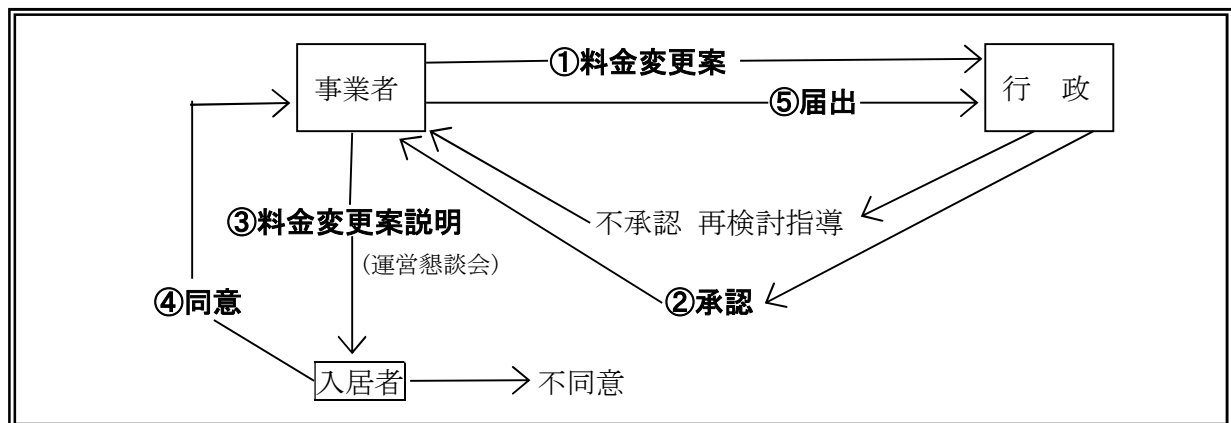 ①料金変更案
事業者
行　政
⑤届出
③料金変更案説明
不承認 再検討指導
（運営懇談会）
④同意
②承認
入居者
不同意